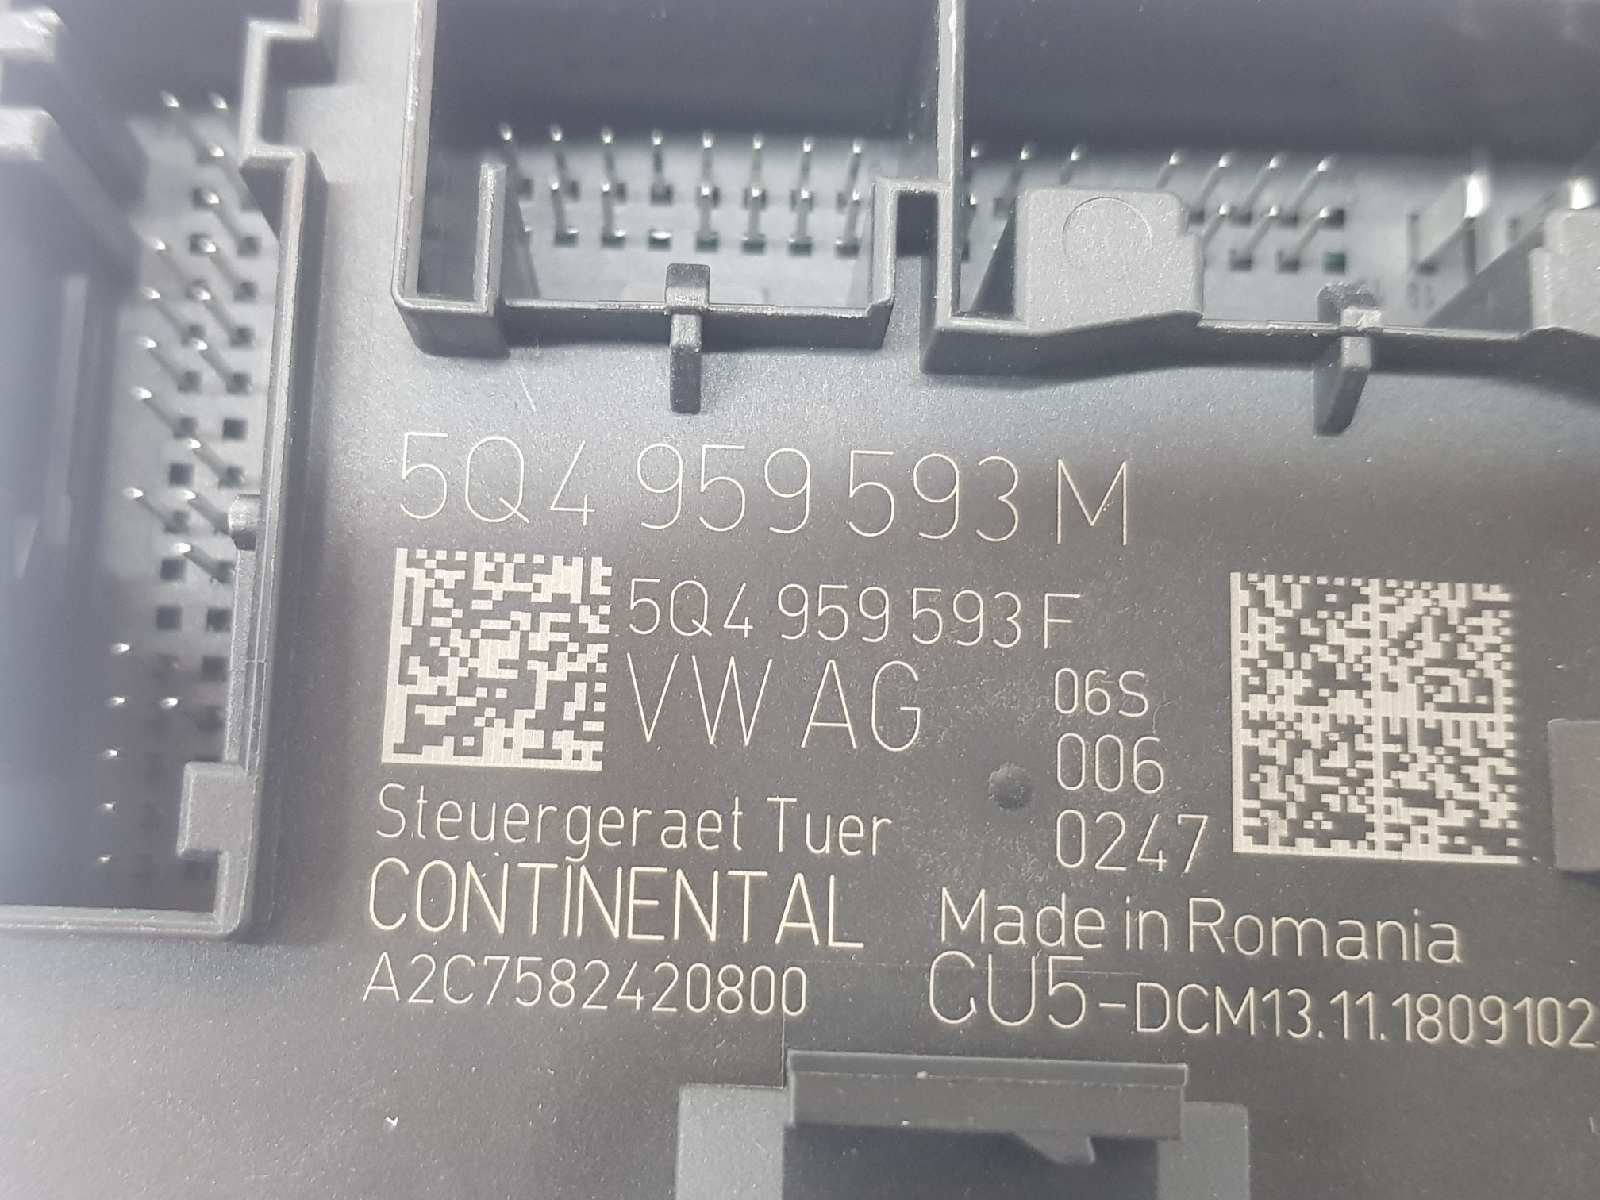 5Q4 959 593 M
5Q4 959 593 F
VW AG
06S
006
0247
Steuergeraet Tuer
CONTINENTAL
Made in Romania
A2C7582420800
CU5-DCM13.11.1809102